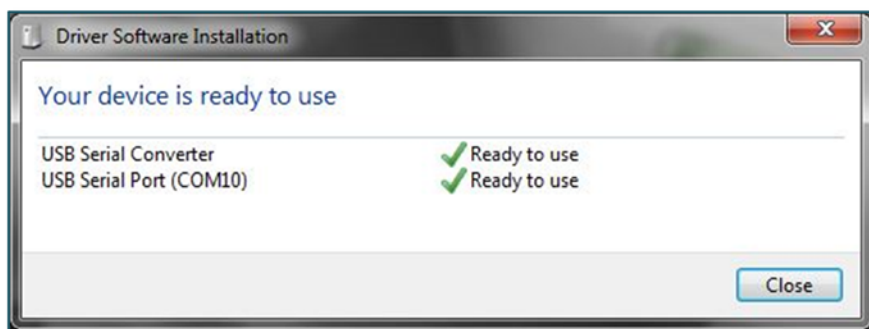 Driver Software Installation
Your device is ready to use
USB Serial Converter Ready to use
USB Serial Port (COM10) Ready to use
Close